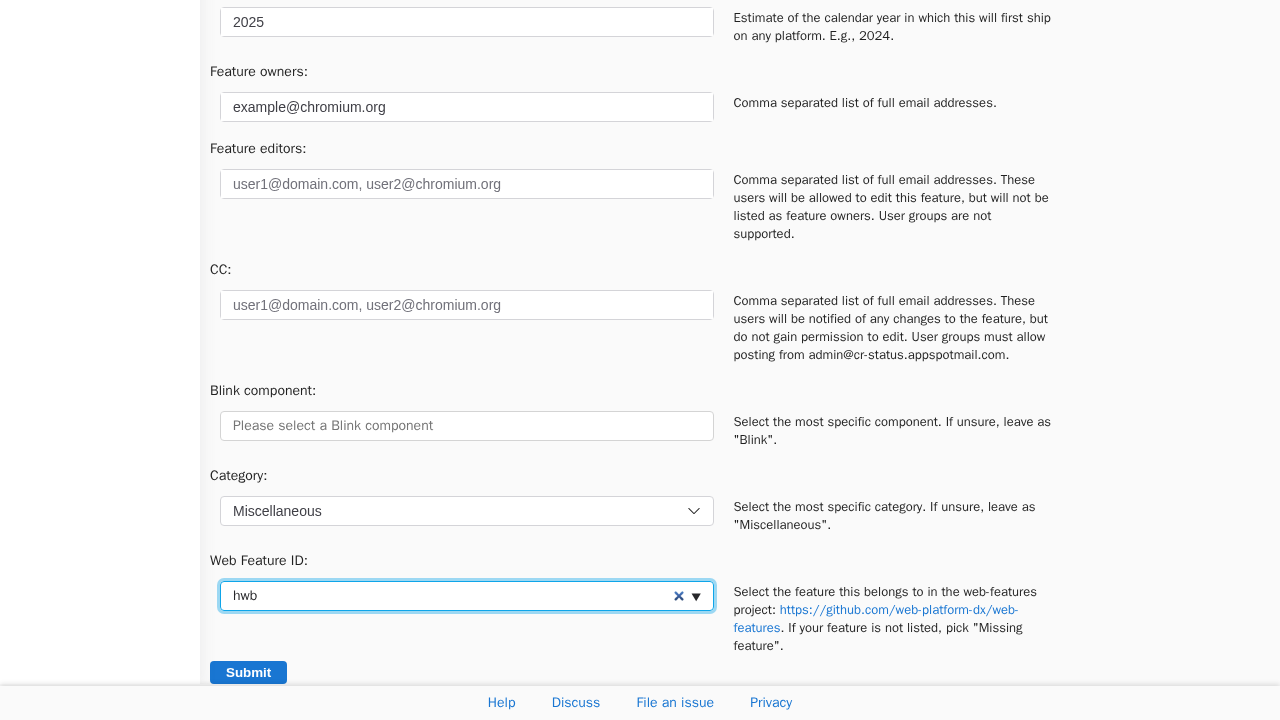 2025
Estimate of the calendar year in which this will first ship
on any platform. E.g., 2024.
Feature owners:
example@chromium.org
Comma separated list of full email addresses.
Feature editors:
user1@domain.com, user2@chromium.org
Comma separated list of full email addresses. These
users will be allowed to edit this feature, but will not be
listed as feature owners. User groups are not
supported.
CC:
user1@domain.com, user2@chromium.org
Comma separated list of full email addresses. These
users will be notified of any changes to the feature, but
do not gain permission to edit. User groups must allow
posting from admin@cr-status.appspotmail.com.
Blink component:
Please select a Blink component
Select the most specific component. If unsure, leave as
"Blink".
Category:
Miscellaneous
Select the most specific category. If unsure, leave as
"Miscellaneous".
Web Feature ID:
hwb
Select the feature this belongs to in the web-features
project: https://github.com/web-platform-dx/web-
features. If your feature is not listed, pick "Missing
feature".
Submit
Help Discuss File an issue Privacy